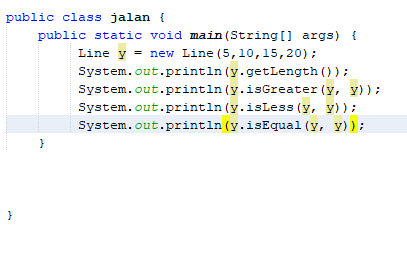 public class jalan {
public static void main(String[] args) {
Line y = new Line(5,10,15,20);
System.out.println(y.getLength());
System.out.println(y.isGreater(y, y));
System.out.println(y.isLess(y, y));
System.out.println(y.isEqual(y, y));
}
}